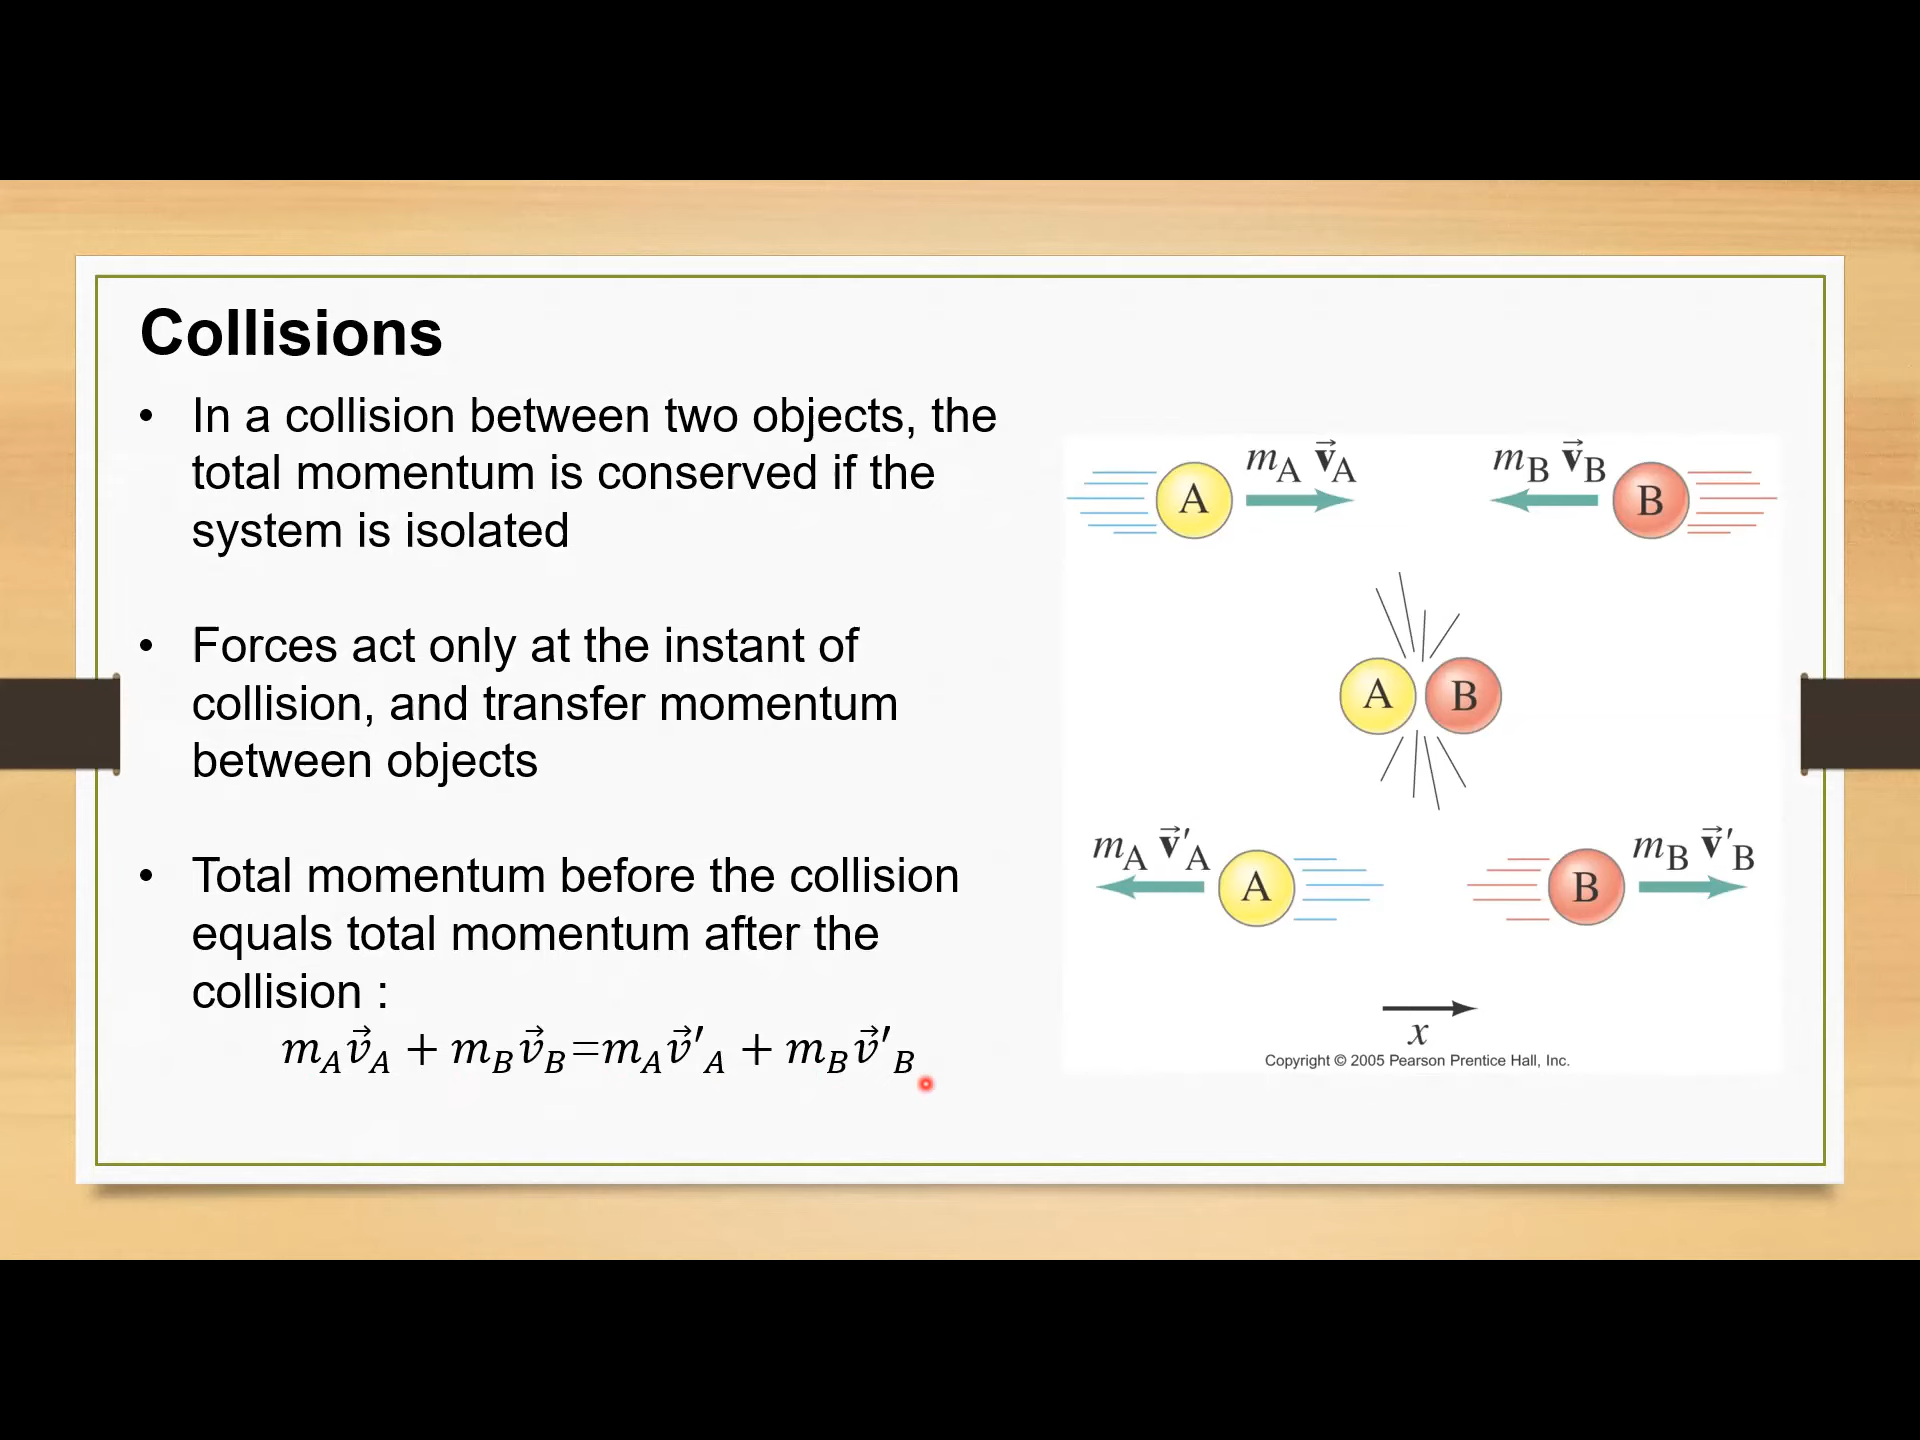 Collisions
• In a collision between two objects, the
total momentum is conserved if the
system is isolated
• Forces act only at the instant of
collision, and transfer momentum
between objects
• Total momentum before the collision
equals total momentum after the
collision :
m_A v⃗_A + m_B v⃗_B=m_A v⃗′_A + m_B v⃗′_B
m_A v⃗_A m_B v⃗_B
A B
A B
m_A v⃗′_A m_B v⃗′_B
A B
x
Copyright © 2005 Pearson Prentice Hall, Inc.